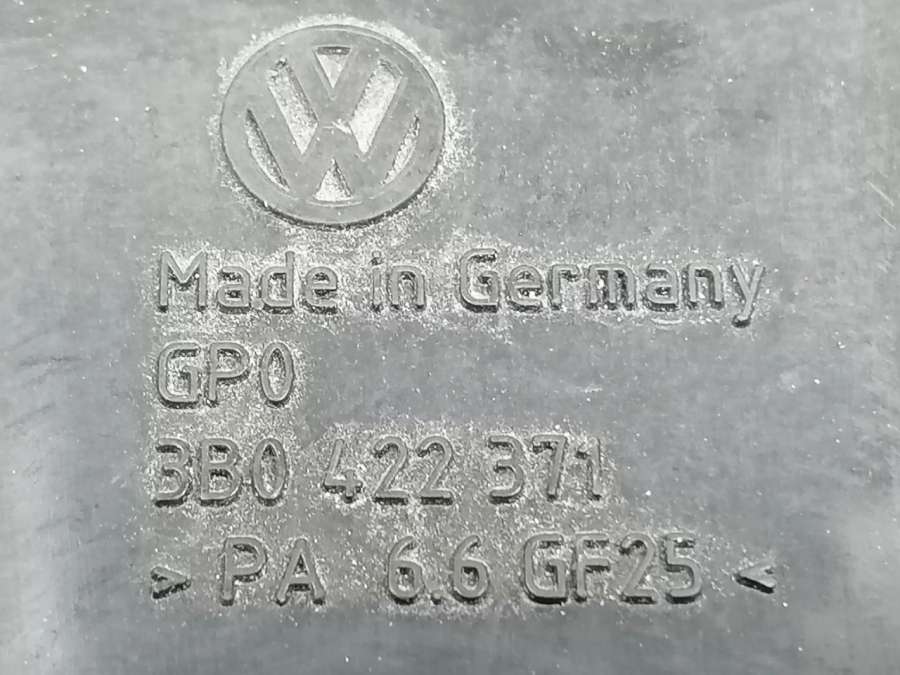 Made in Germany
GP0
3B0 422 371
> PA 6.6 GF25 <